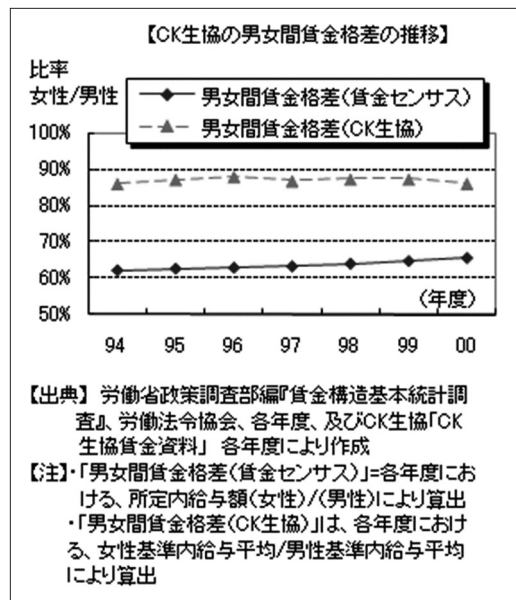 【CK生協の男女間賃金格差の推移】
比率
女性/男性
男女間賃金格差(賃金センサス)
男女間賃金格差(CK生協)
100%
90%
80%
70%
60%
50%
(年度)
94 95 96 97 98 99 00
【出典】 労働省政策調査部編『賃金構造基本統計調
査』、労働法令協会、各年度、及びCK生協「CK
生協賃金資料」 各年度により作成
【注】・「男女間賃金格差(賃金センサス)」=各年度にお
ける、所定内給与額(女性)/(男性)により算出
・「男女間賃金格差(CK生協)」は、各年度におけ
る、女性基準内給与平均/男性基準内給与平均
により算出